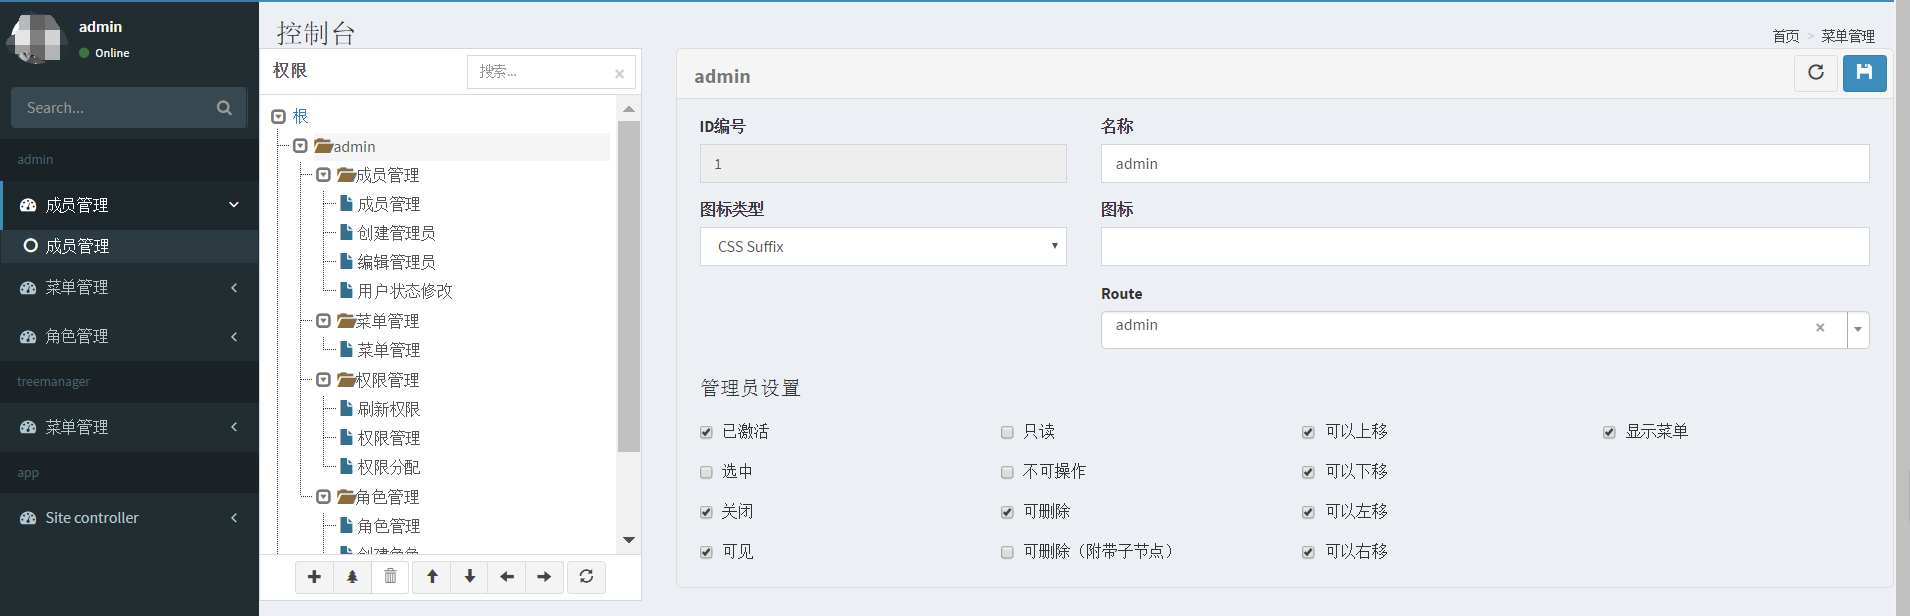 admin
Online
Search...
admin
成员管理
成员管理
菜单管理
角色管理
treemanager
菜单管理
app
Site controller
控制台
首页 > 菜单管理
权限
搜索...
根
admin
成员管理
成员管理
创建管理员
编辑管理员
用户状态修改
菜单管理
菜单管理
权限管理
刷新权限
权限管理
权限分配
角色管理
角色管理
创建角色
admin
ID编号
名称
1
admin
图标类型
图标
CSS Suffix
Route
admin
管理员设置
已激活
只读
可以上移
显示菜单
选中
不可操作
可以下移
关闭
可删除
可以左移
可见
可删除（附带子节点）
可以右移